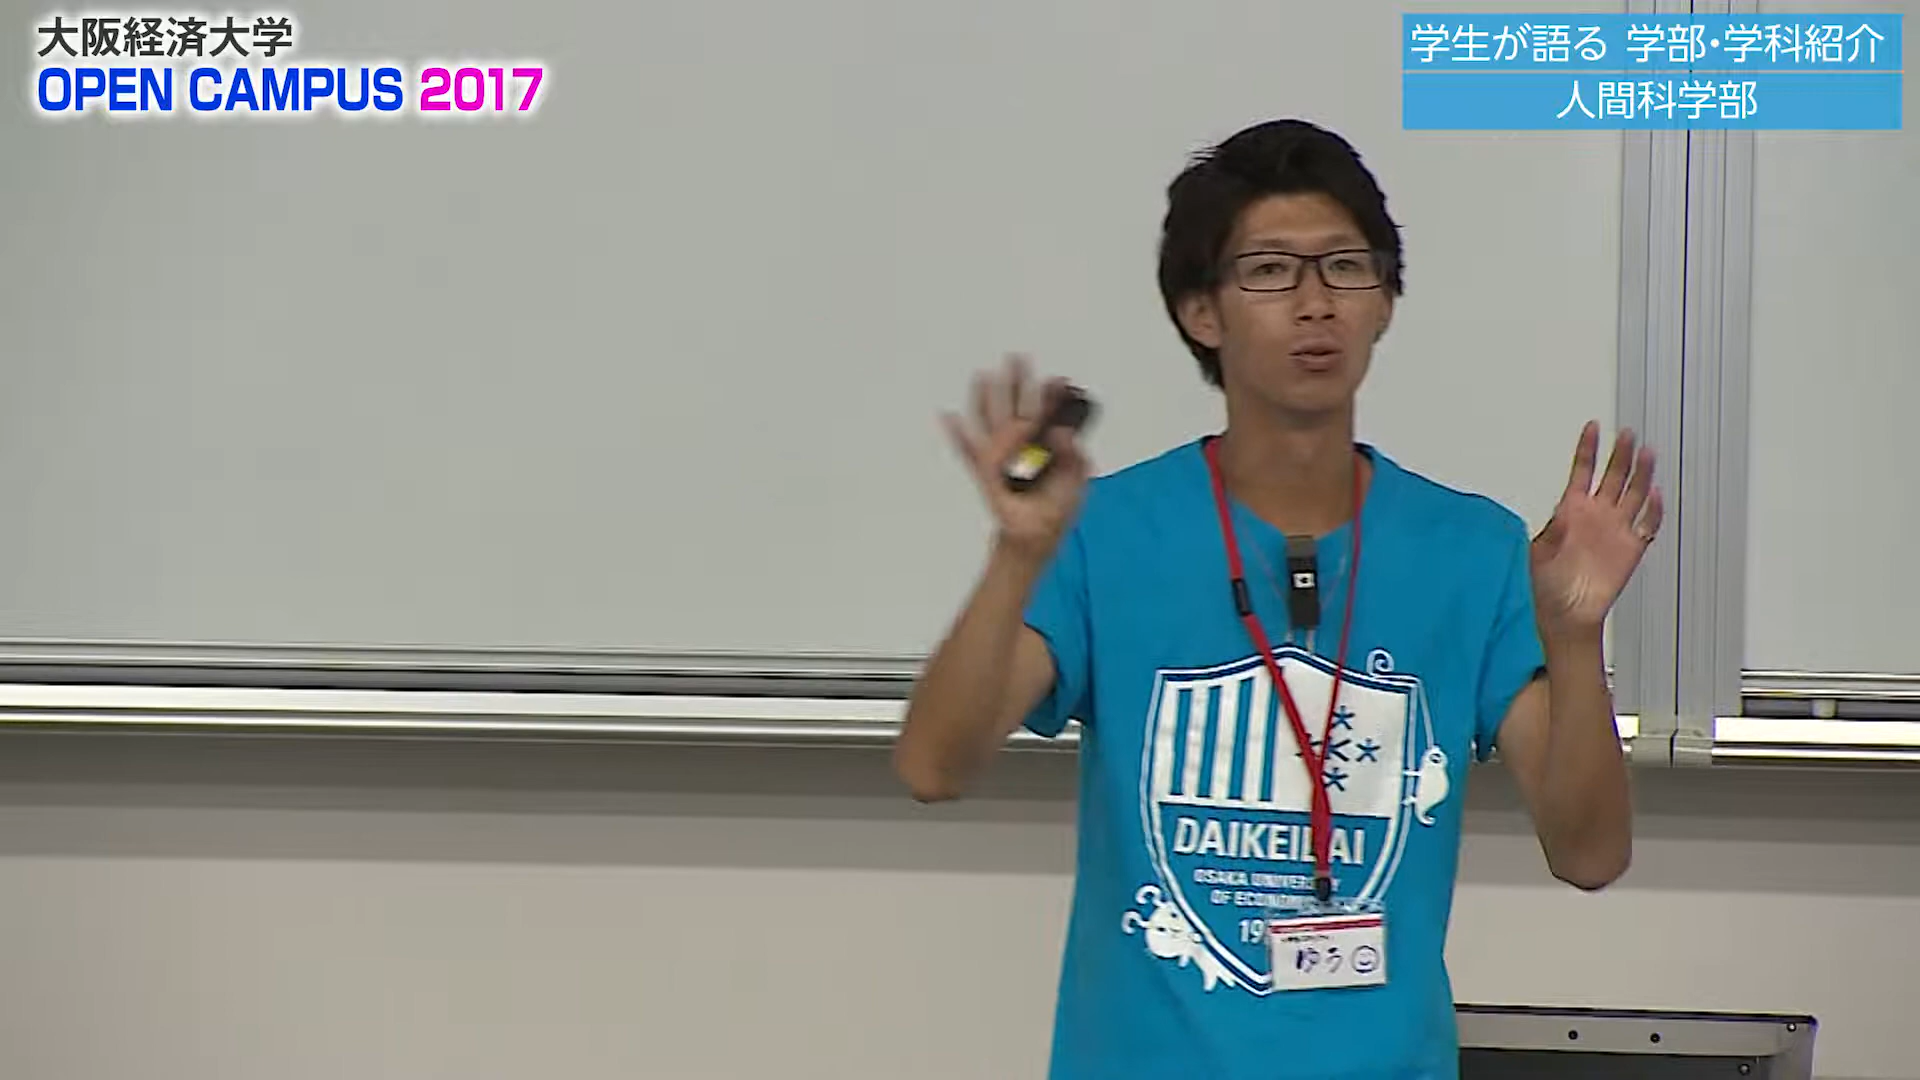 大阪経済大学
OPEN CAMPUS 2017
学生が語る 学部・学科紹介
人間科学部
DAIKEIDAI
OSAKA UNIVERSITY
OF ECONOMICS
ゆう